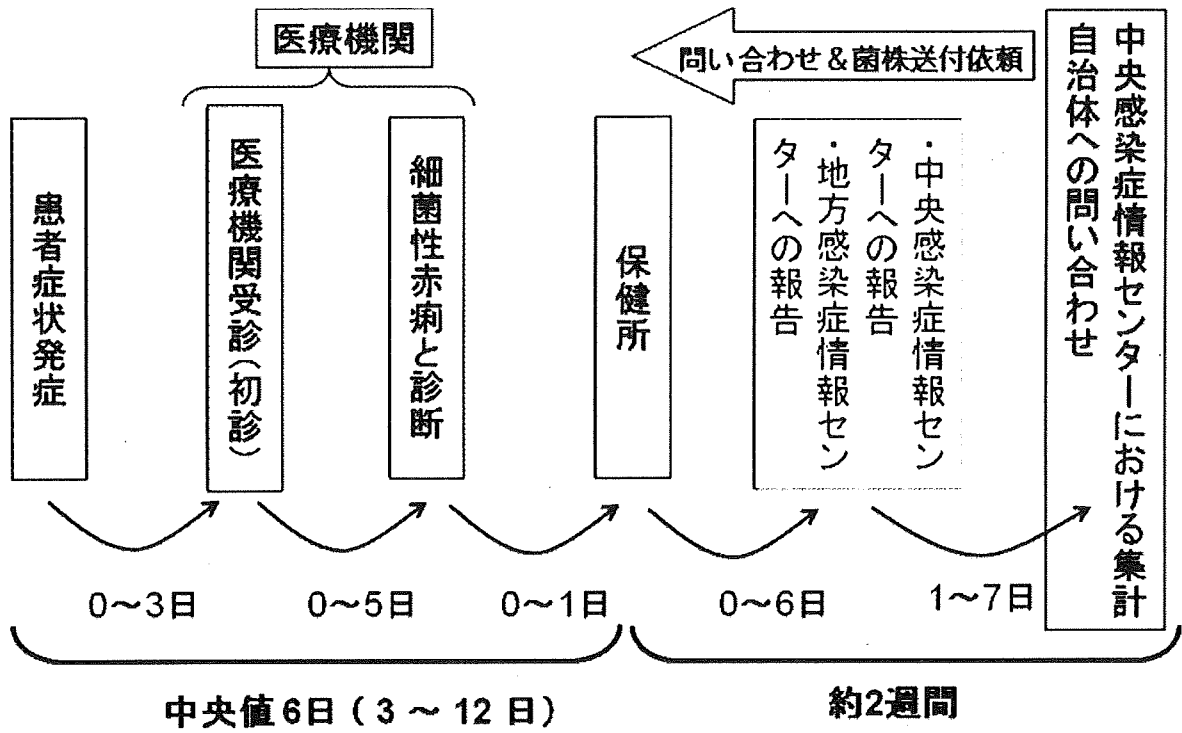 医療機関
問い合わせ＆菌株送付依頼
患者症状発症
医療機関受診(初診)
細菌性赤痢と診断
保健所
・中央感染症情報セン
ターへの報告
・地方感染症情報セン
ターへの報告
中央感染症情報センターにおける集計
自治体への問い合わせ
0～3日
0～5日
0～1日
0～6日
1～7日
中央値6日(3～12日)
約2週間